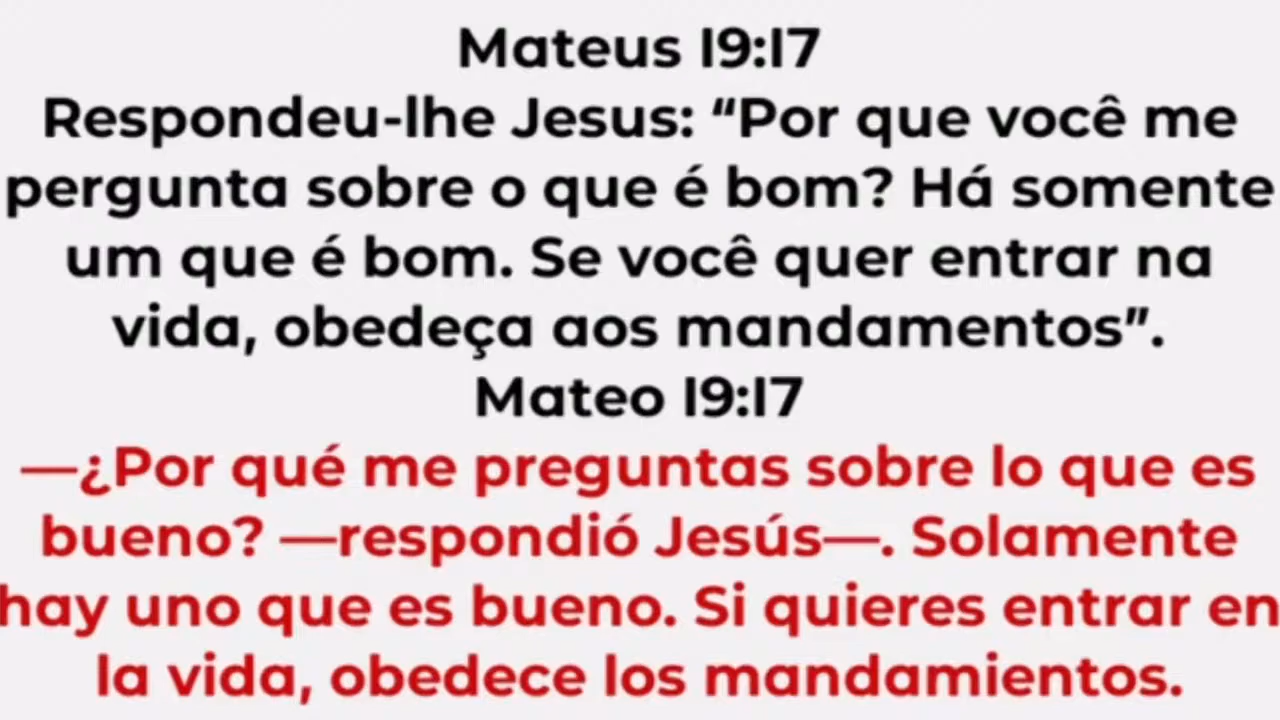 Mateus 19:17
Respondeu-lhe Jesus: “Por que você me
pergunta sobre o que é bom? Há somente
um que é bom. Se você quer entrar na
vida, obedeça aos mandamentos”.
Mateo 19:17
—¿Por qué me preguntas sobre lo que es
bueno? —respondió Jesús—. Solamente
hay uno que es bueno. Si quieres entrar en
la vida, obedece los mandamientos.